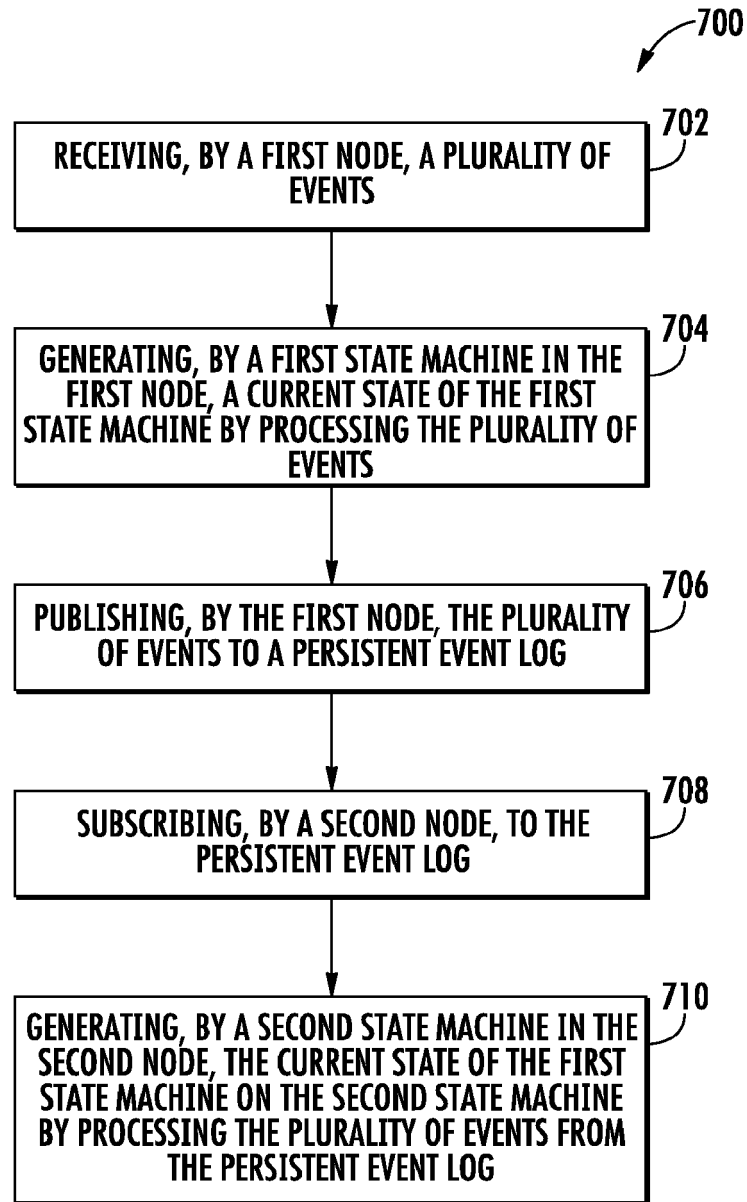 700
702
RECEIVING, BY A FIRST NODE, A PLURALITY OF
EVENTS
704
GENERATING, BY A FIRST STATE MACHINE IN THE
FIRST NODE, A CURRENT STATE OF THE FIRST
STATE MACHINE BY PROCESSING THE PLURALITY OF
EVENTS
706
PUBLISHING, BY THE FIRST NODE, THE PLURALITY
OF EVENTS TO A PERSISTENT EVENT LOG
708
SUBSCRIBING, BY A SECOND NODE, TO THE
PERSISTENT EVENT LOG
710
GENERATING, BY A SECOND STATE MACHINE IN THE
SECOND NODE, THE CURRENT STATE OF THE FIRST
STATE MACHINE ON THE SECOND STATE MACHINE
BY PROCESSING THE PLURALITY OF EVENTS FROM
THE PERSISTENT EVENT LOG